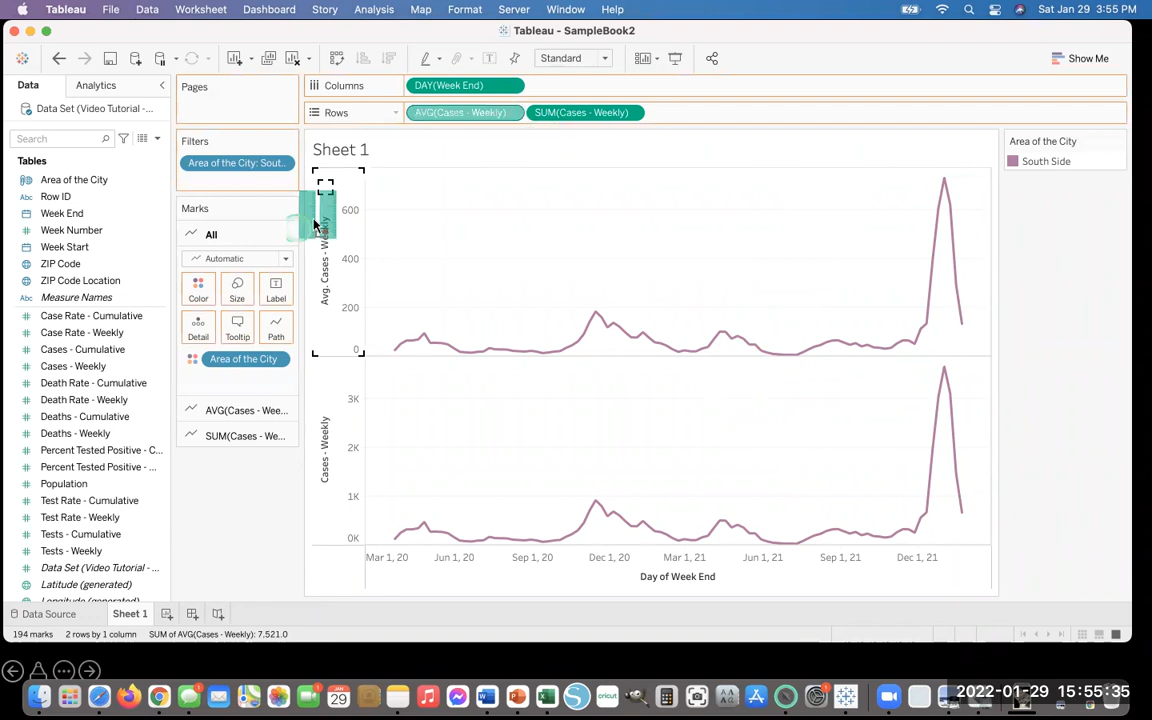 Tableau File Data Worksheet Dashboard Story Analysis Map Format Server Window Help Sat Jan 29 3:55 PM
Tableau - SampleBook2
Standard Show Me
Data Analytics Pages Columns DAY(Week End)
Data Set (Video Tutorial -...
Rows AVG(Cases - Weekly) SUM(Cases - Weekly)
Search
Filters
Area of the City: Sout..
Sheet 1
Area of the City
South Side
Tables
Area of the City
Row ID
Week End
Week Number
Week Start
ZIP Code
ZIP Code Location
Measure Names
Case Rate - Cumulative
Case Rate - Weekly
Cases - Cumulative
Cases - Weekly
Death Rate - Cumulative
Death Rate - Weekly
Deaths - Cumulative
Deaths - Weekly
Percent Tested Positive - C...
Percent Tested Positive - ...
Population
Test Rate - Cumulative
Test Rate - Weekly
Tests - Cumulative
Tests - Weekly
Data Set (Video Tutorial - ...
Latitude (generated)
Longitude (generated)
Marks
All
Automatic
Color Size Label
Detail Tooltip Path
Area of the City
AVG(Cases - Wee...
SUM(Cases - We...
Avg. Cases - Weekly
600
400
200
0
Cases - Weekly
3K
2K
1K
0K
Mar 1, 20 Jun 1, 20 Sep 1, 20 Dec 1, 20 Mar 1, 21 Jun 1, 21 Sep 1, 21 Dec 1, 21
Day of Week End
Data Source Sheet 1
194 marks 2 rows by 1 column SUM of AVG(Cases - Weekly): 7,521.0
JAN
29
cricut
2022-01-29 15:55:35